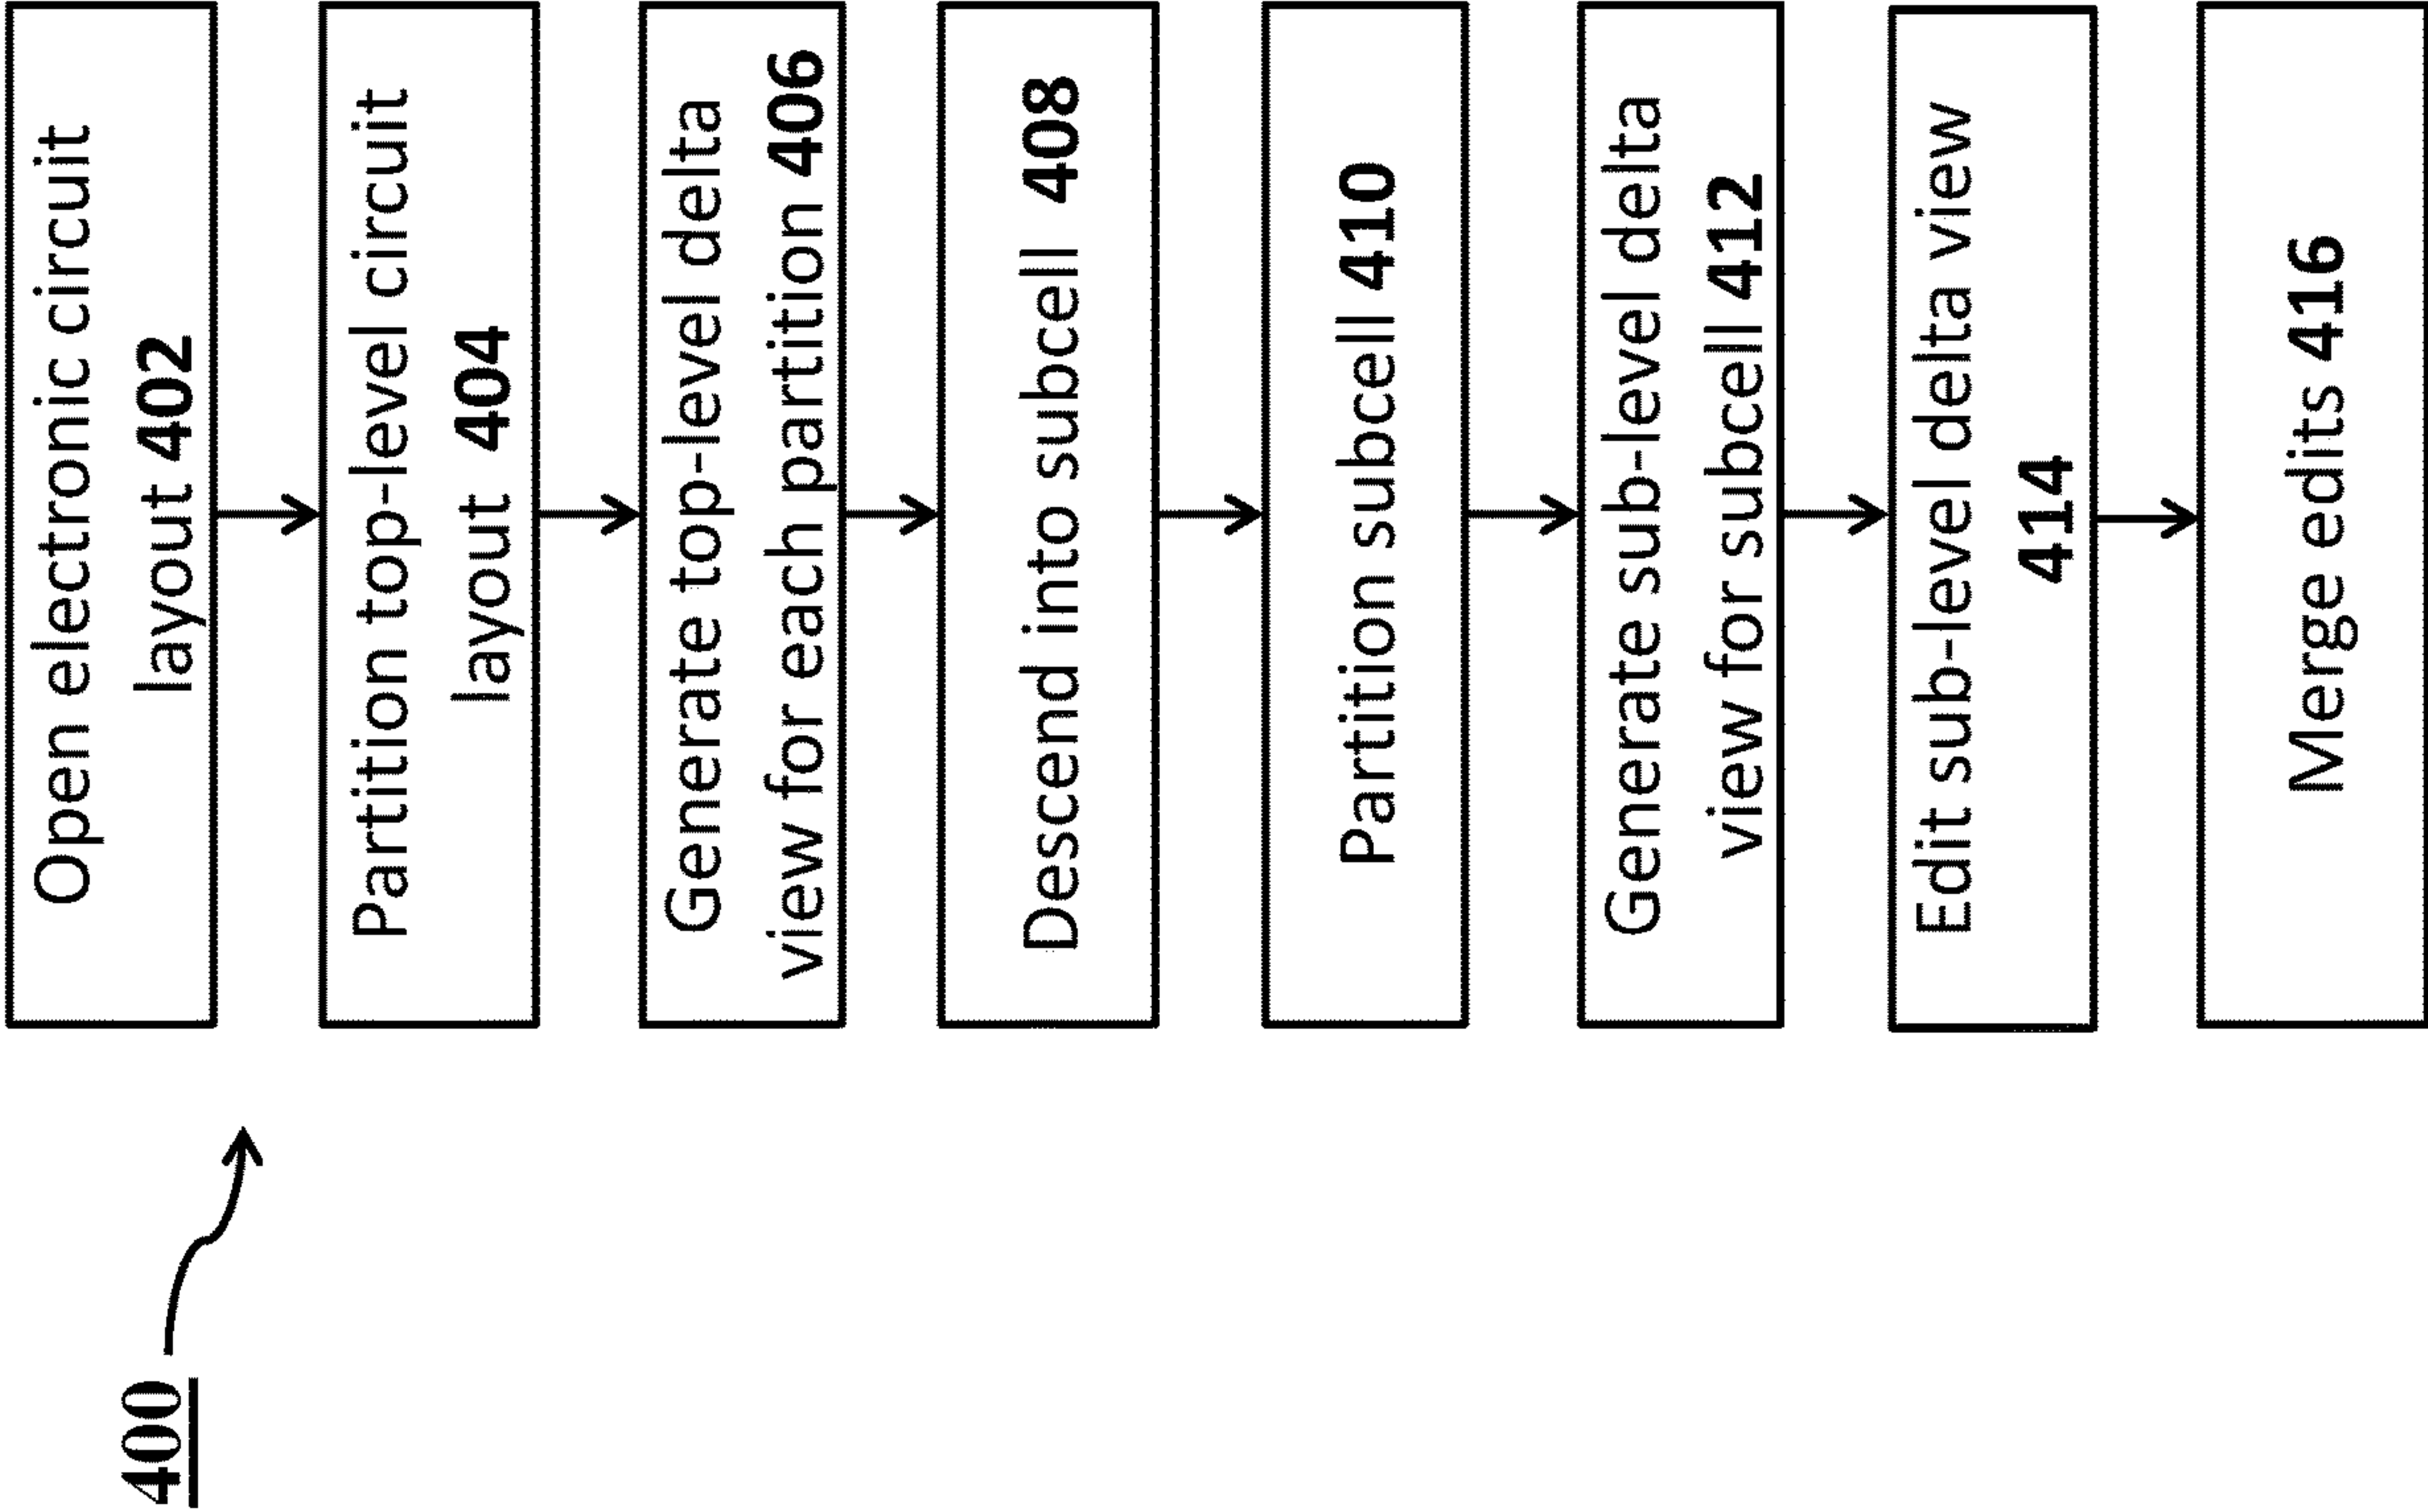 400
Open electronic circuit
layout 402
Partition top-level circuit
layout 404
Generate top-level delta
view for each partition 406
Descend into subcell 408
Partition subcell 410
Generate sub-level delta
view for subcell 412
Edit sub-level delta view
414
Merge edits 416